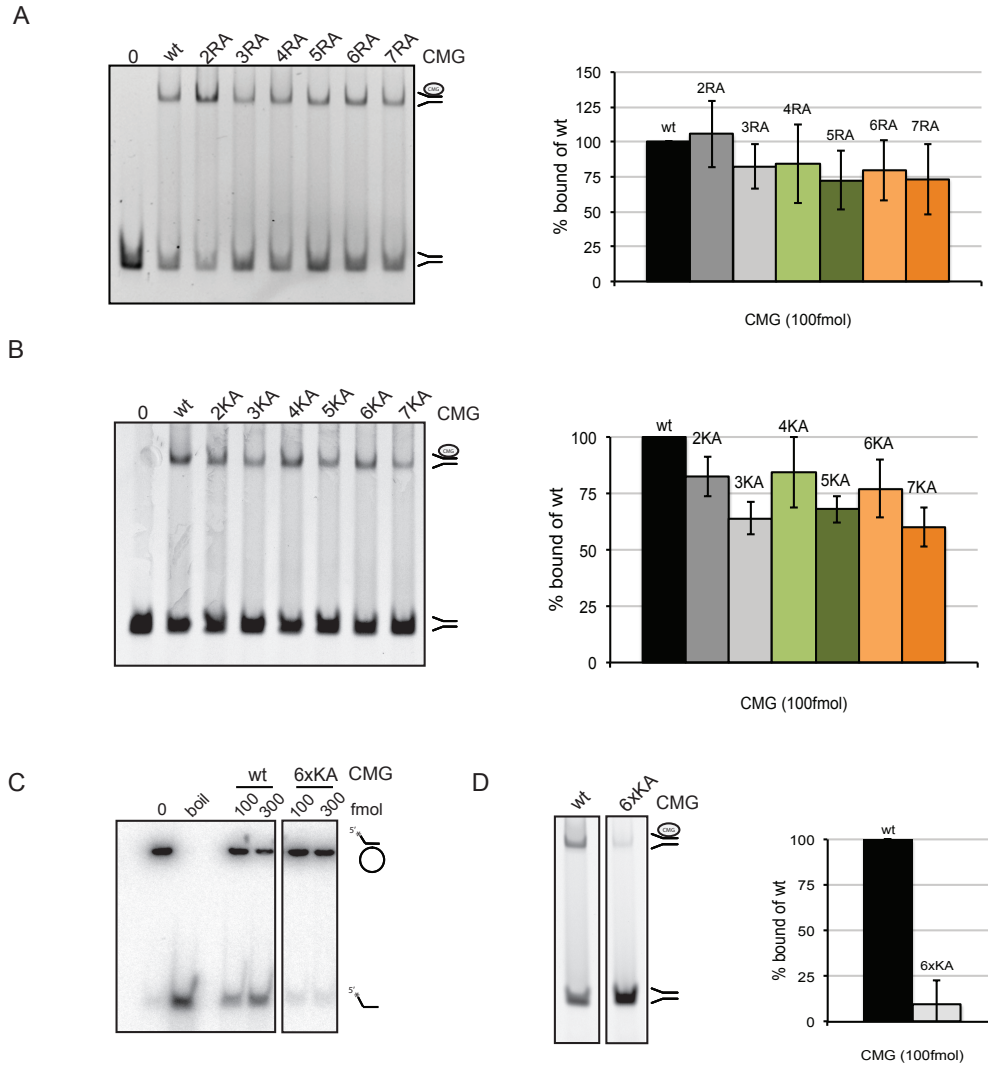 A
0 wt 2RA 3RA 4RA 5RA 6RA 7RA CMG
CMG
% bound of wt
150
125
100
75
50
25
0
wt
2RA
3RA
4RA
5RA
6RA
7RA
CMG (100fmol)
B
0 wt 2KA 3KA 4KA 5KA 6KA 7KA CMG
CMG
% bound of wt
100
75
50
25
0
wt
2KA
3KA
4KA
5KA
6KA
7KA
CMG (100fmol)
C
wt 6xKA CMG
0 boil 100 300 100 300 fmol
5' *
5' *
D
wt 6xKA CMG
CMG
% bound of wt
100
75
50
25
0
wt
6xKA
CMG (100fmol)